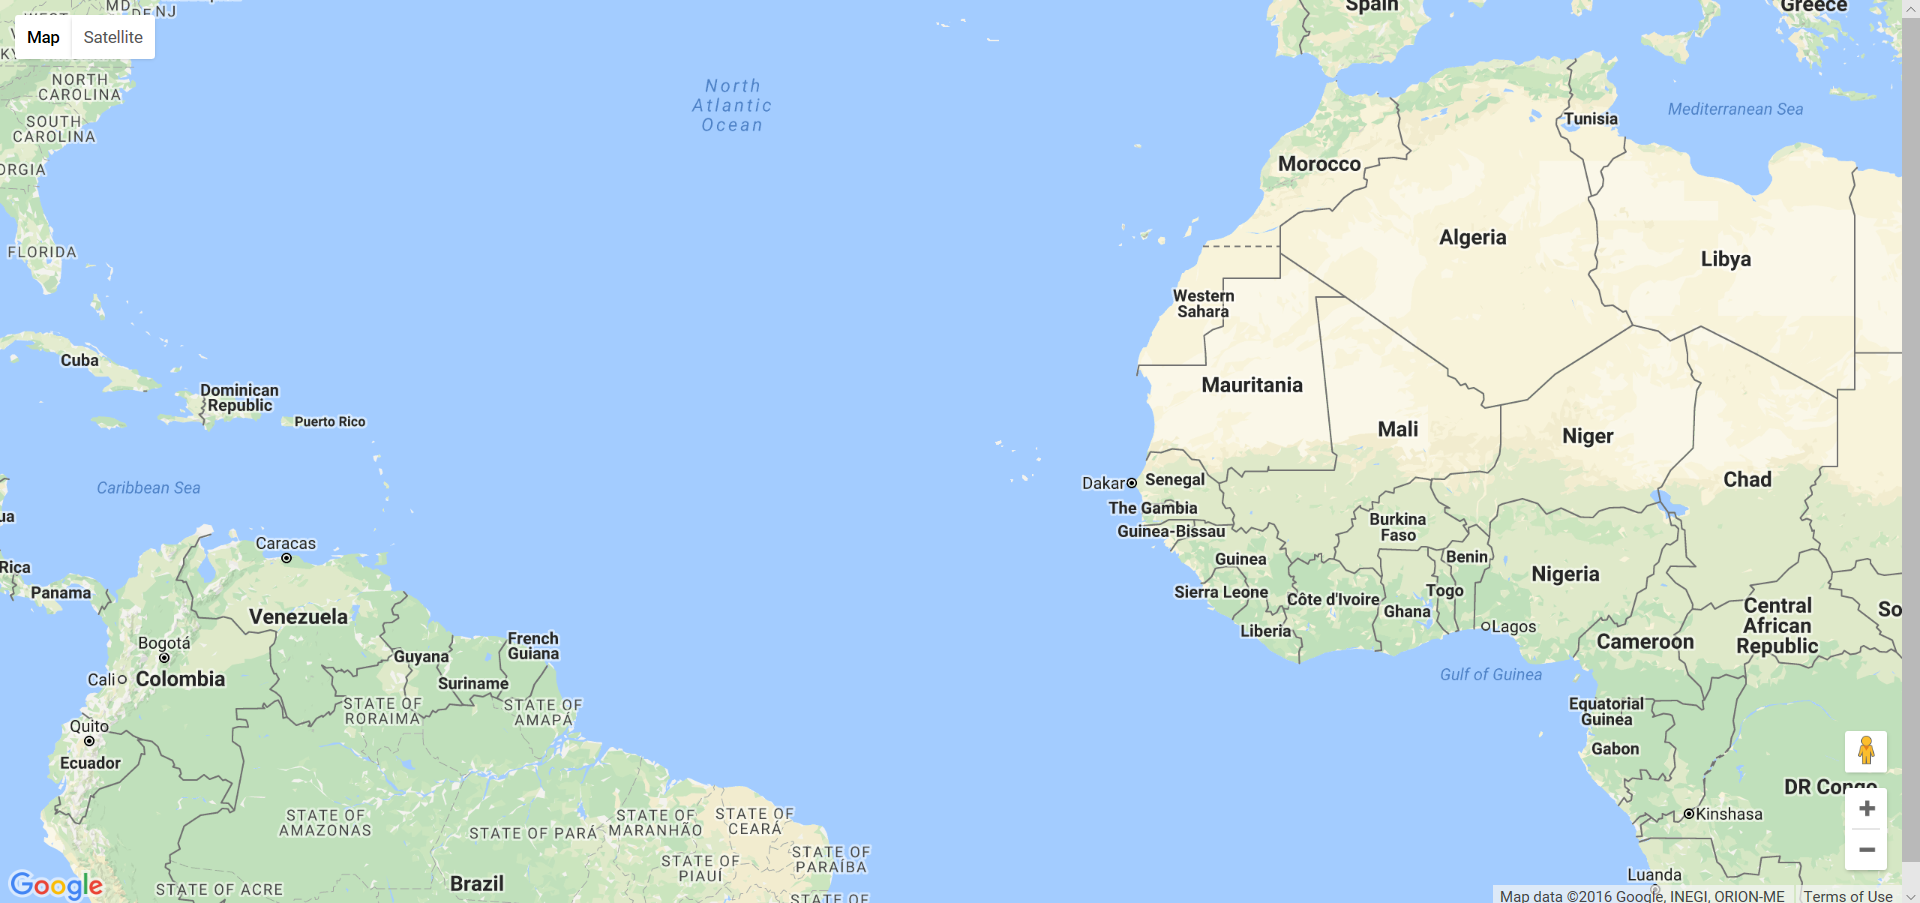 MD
DE NJ
Map
Satellite
NORTH
CAROLINA
SOUTH
CAROLINA
ORGIA
FLORIDA
North
Atlantic
Ocean
Spain
Greece
Mediterranean Sea
Tunisia
Morocco
Algeria
Libya
Western
Sahara
Cuba
Dominican
Republic
Puerto Rico
Mauritania
Mali
Niger
Chad
Caribbean Sea
Dakar
Senegal
The Gambia
Guinea-Bissau
Burkina
Faso
ua
Caracas
Guinea
Benin
Nigeria
Rica
Panama
Sierra Leone
Côte d'Ivoire
Togo
Ghana
Central
African
Republic
So
Venezuela
Liberia
Lagos
Cameroon
Bogotá
French
Guiana
Guyana
Cali
Colombia
Suriname
Gulf of Guinea
STATE OF
RORAIMA
STATE OF
AMAPÁ
Equatorial
Guinea
Quito
Ecuador
Gabon
DR Congo
STATE OF
AMAZONAS
STATE OF PARÁ
STATE OF
MARANHÃO
STATE OF
CEARÁ
Kinshasa
STATE OF
PARAÍBA
STATE OF
PIAUÍ
Luanda
Google
STATE OF ACRE
Brazil
STATE OF
Map data ©2016 Google, INEGI, ORION-ME
Terms of Use